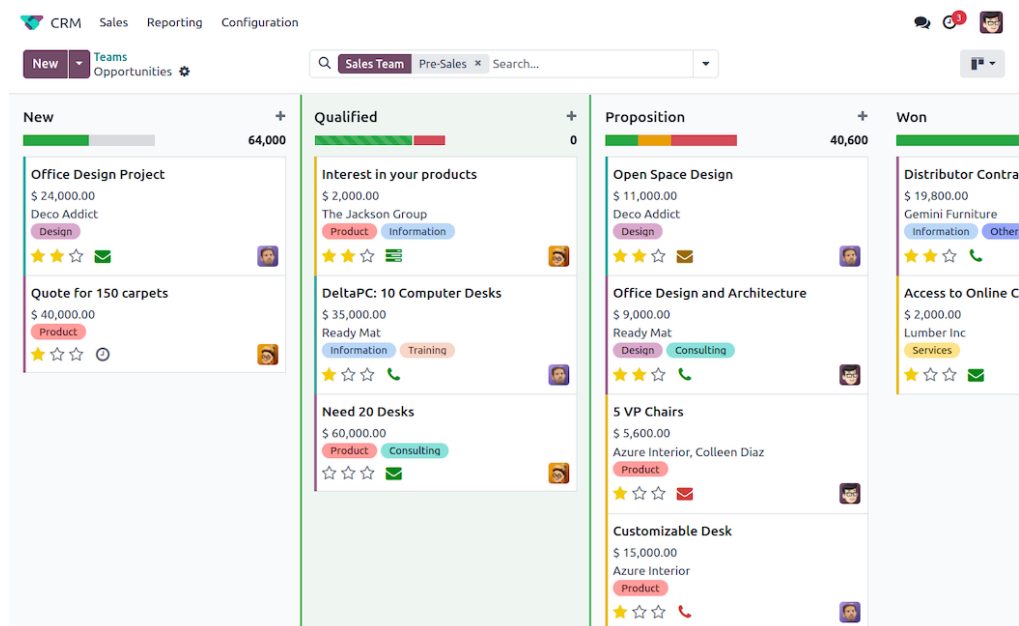 CRM Sales Reporting Configuration
3
New
Teams
Opportunities
Sales Team Pre-Sales × Search...
New +
64,000
Office Design Project
$ 24,000.00
Deco Addict
Design
Quote for 150 carpets
$ 40,000.00
Product
Qualified +
0
Interest in your products
$ 2,000.00
The Jackson Group
Product Information
DeltaPC: 10 Computer Desks
$ 35,000.00
Ready Mat
Information Training
Need 20 Desks
$ 60,000.00
Product Consulting
Proposition +
40,600
Open Space Design
$ 11,000.00
Deco Addict
Design
Office Design and Architecture
$ 9,000.00
Ready Mat
Design Consulting
5 VP Chairs
$ 5,600.00
Azure Interior, Colleen Diaz
Product
Customizable Desk
$ 15,000.00
Azure Interior
Product
Won
Distributor Contra
$ 19,800.00
Gemini Furniture
Information Other
Access to Online C
$ 2,000.00
Lumber Inc
Services